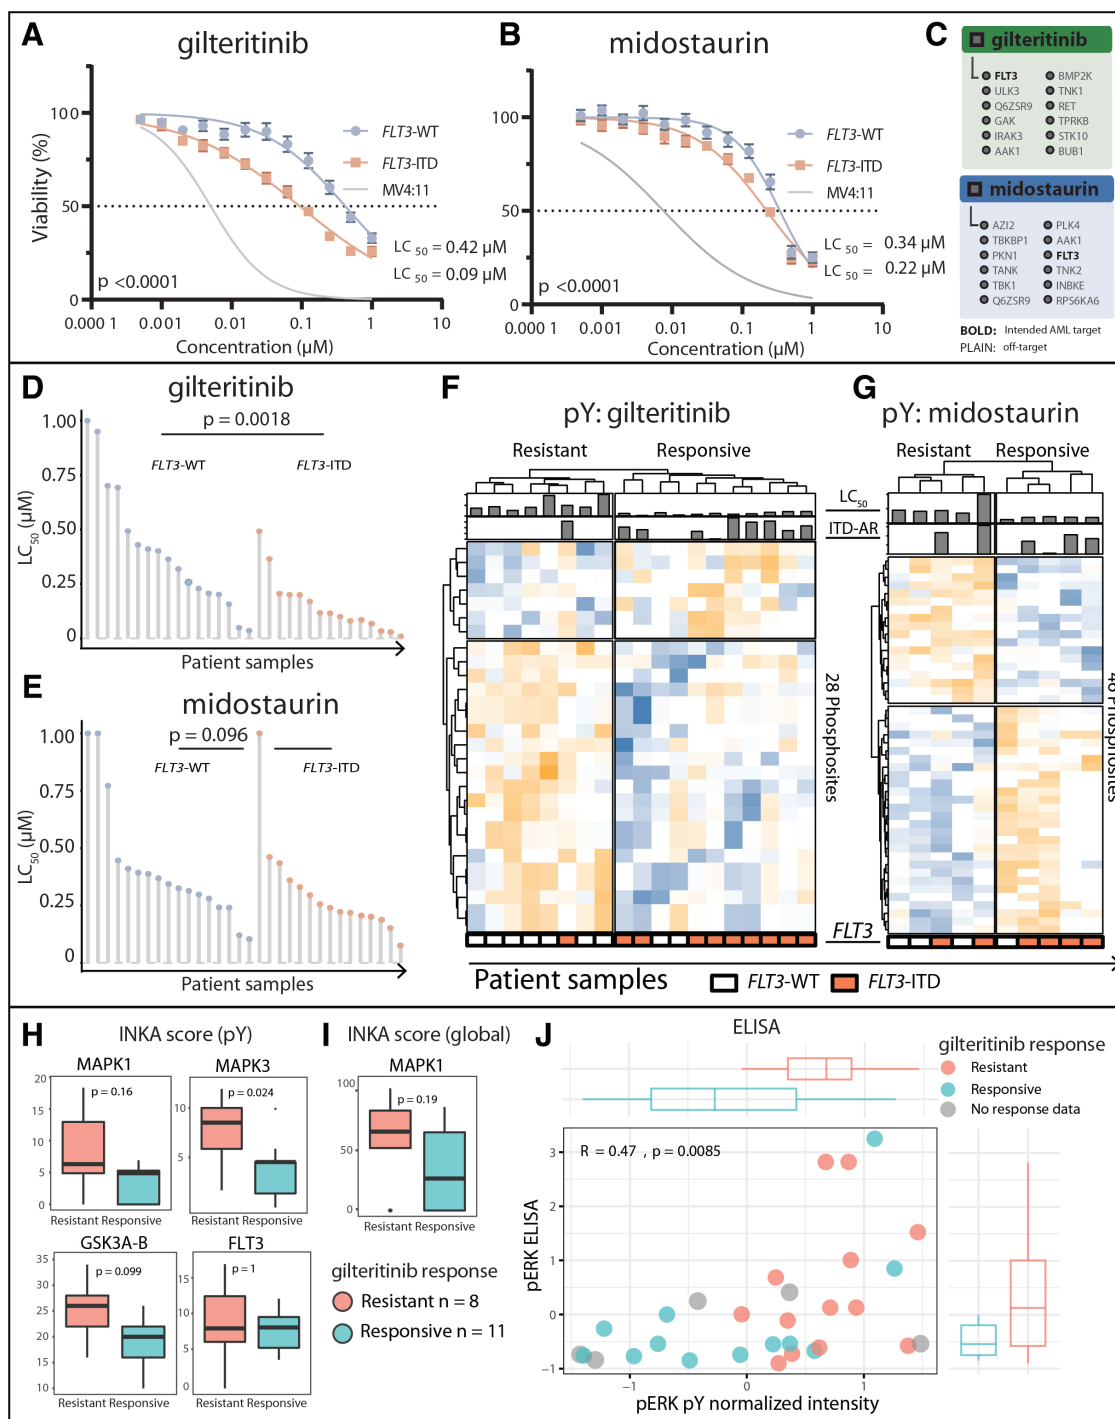 A
gilteritinib
Viability (%)
100
50
0
FLT3-WT
FLT3-ITD
MV4:11
LC50 = 0.42 µM
LC50 = 0.09 µM
p <0.0001
0.000 1
0.001
0.01
0.1
1
10
Concentration (µM)
B
midostaurin
100
50
0
FLT3-WT
FLT3-ITD
MV4:11
LC50 = 0.34 µM
LC50 = 0.22 µM
p <0.0001
0.000 1
0.001
0.01
0.1
1
10
Concentration (µM)
C
gilteritinib
FLT3 BMP2K
ULK3 TNK1
Q6ZSR9 RET
GAK TPRKB
IRAK3 STK10
AAK1 BUB1
midostaurin
AZI2 PLK4
TBKBP1 AAK1
PKN1 FLT3
TANK TNK2
TBK1 INBKE
Q6ZSR9 RPS6KA6
BOLD: Intended AML target
PLAIN: off-target
D
gilteritinib
p = 0.0018
FLT3-WT
FLT3-ITD
LC50 (µM)
1.00
0.75
0.50
0.25
0
Patient samples
E
midostaurin
p = 0.096
FLT3-WT
FLT3-ITD
LC50 (µM)
1.00
0.75
0.50
0.25
0
Patient samples
F
pY: gilteritinib
Resistant
Responsive
LC50
ITD-AR
28 Phosphosites
FLT3
G
pY: midostaurin
Resistant
Responsive
46 Phosphosites
Patient samples
FLT3-WT
FLT3-ITD
H
INKA score (pY)
MAPK1
20
15
10
5
0
p = 0.16
Resistant Responsive
MAPK3
10
5
p = 0.024
Resistant Responsive
GSK3A-B
35
30
25
20
15
10
p = 0.099
Resistant Responsive
FLT3
15
10
5
0
p = 1
Resistant Responsive
I
INKA score (global)
MAPK1
100
50
0
p = 0.19
Resistant Responsive
gilteritinib response
Resistant n = 8
Responsive n = 11
J
ELISA
gilteritinib response
Resistant
Responsive
No response data
R = 0.47 , p = 0.0085
pERK ELISA
3
2
1
0
−1
−1
0
1
pERK pY normalized intensity